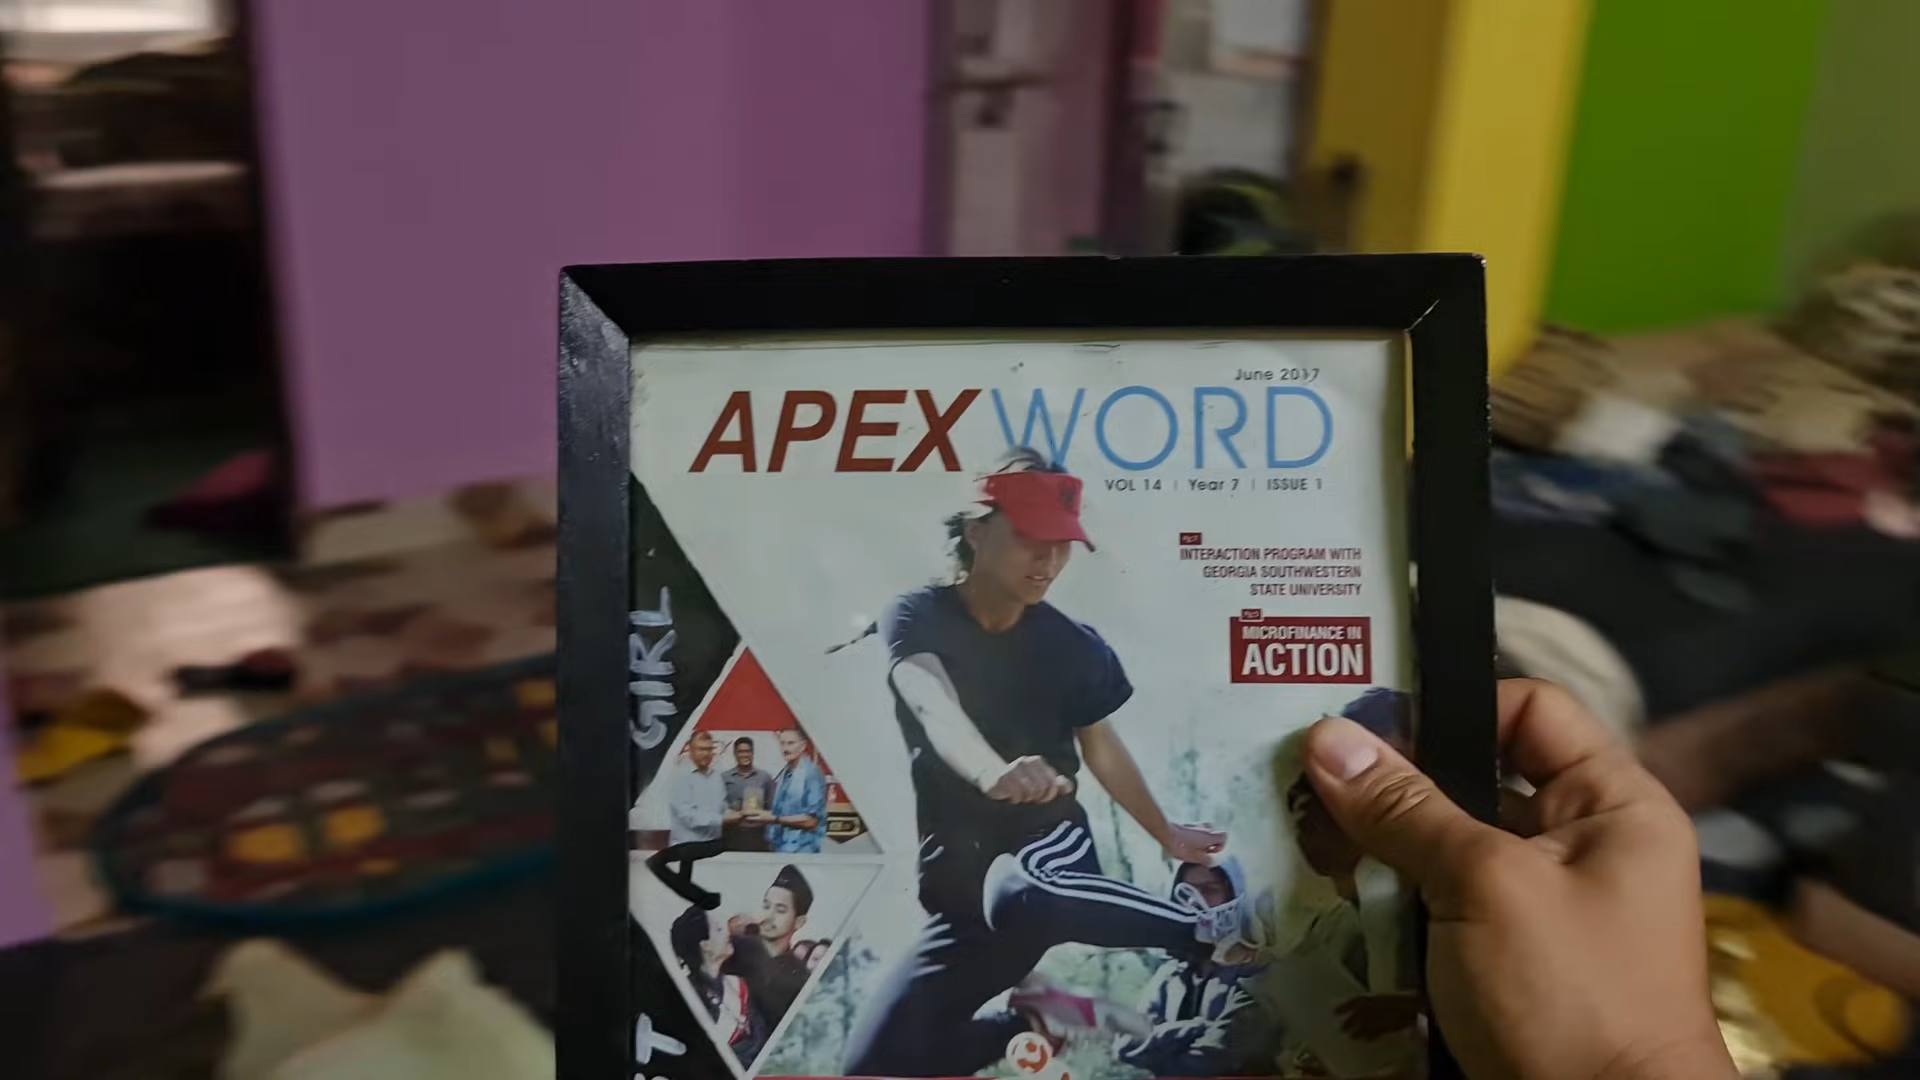 June 2017
APEX WORD
VOL 14 | Year 7 | ISSUE 1
INTERACTION PROGRAM WITH
GEORGIA SOUTHWESTERN
STATE UNIVERSITY
MICROFINANCE IN
ACTION
GIRL
A